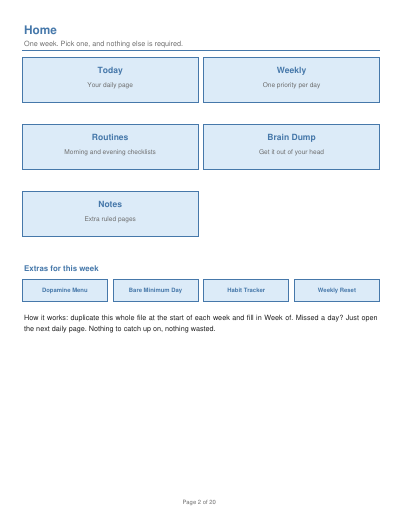 Home
One week. Pick one, and nothing else is required.
Today
Your daily page
Weekly
One priority per day
Routines
Morning and evening checklists
Brain Dump
Get it out of your head
Notes
Extra ruled pages
Extras for this week
Dopamine Menu
Bare Minimum Day
Habit Tracker
Weekly Reset
How it works: duplicate this whole file at the start of each week and fill in Week of. Missed a day? Just open
the next daily page. Nothing to catch up on, nothing wasted.
Page 2 of 20